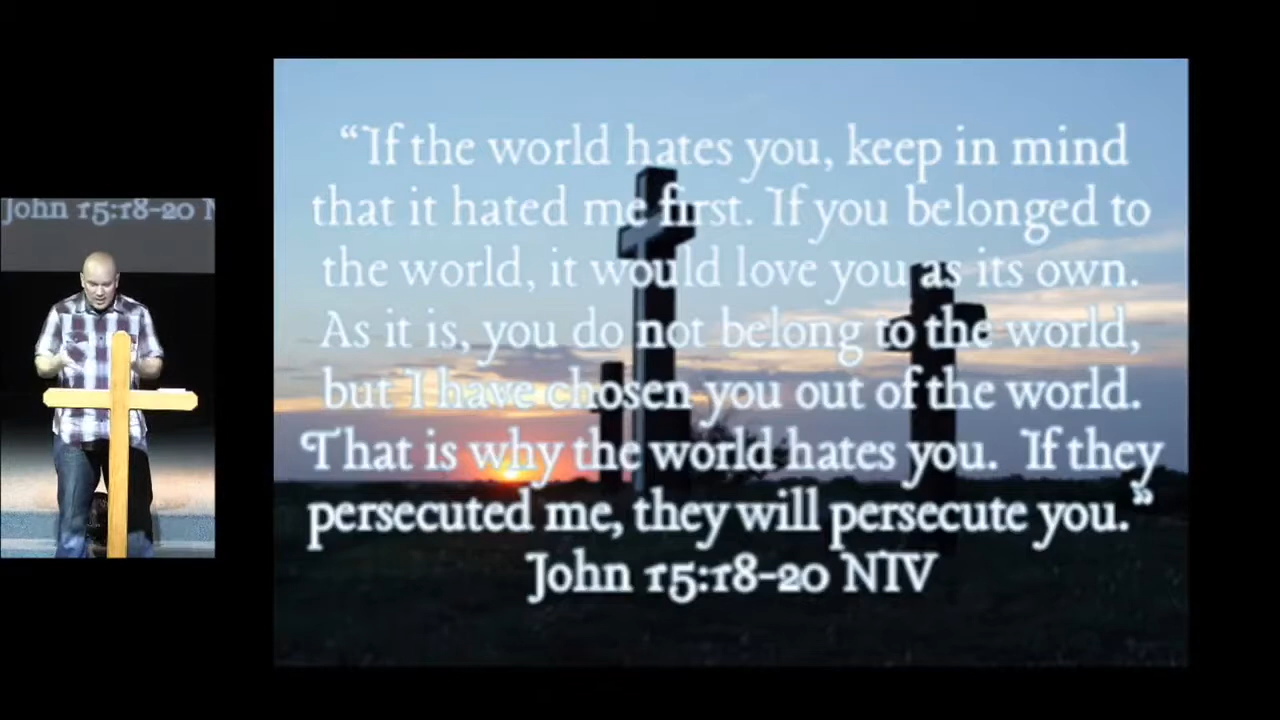 John 15:18-20 N
“If the world hates you, keep in mind
that it hated me first. If you belonged to
the world, it would love you as its own.
As it is, you do not belong to the world,
but I have chosen you out of the world.
That is why the world hates you. If they
persecuted me, they will persecute you.”
John 15:18-20 NIV